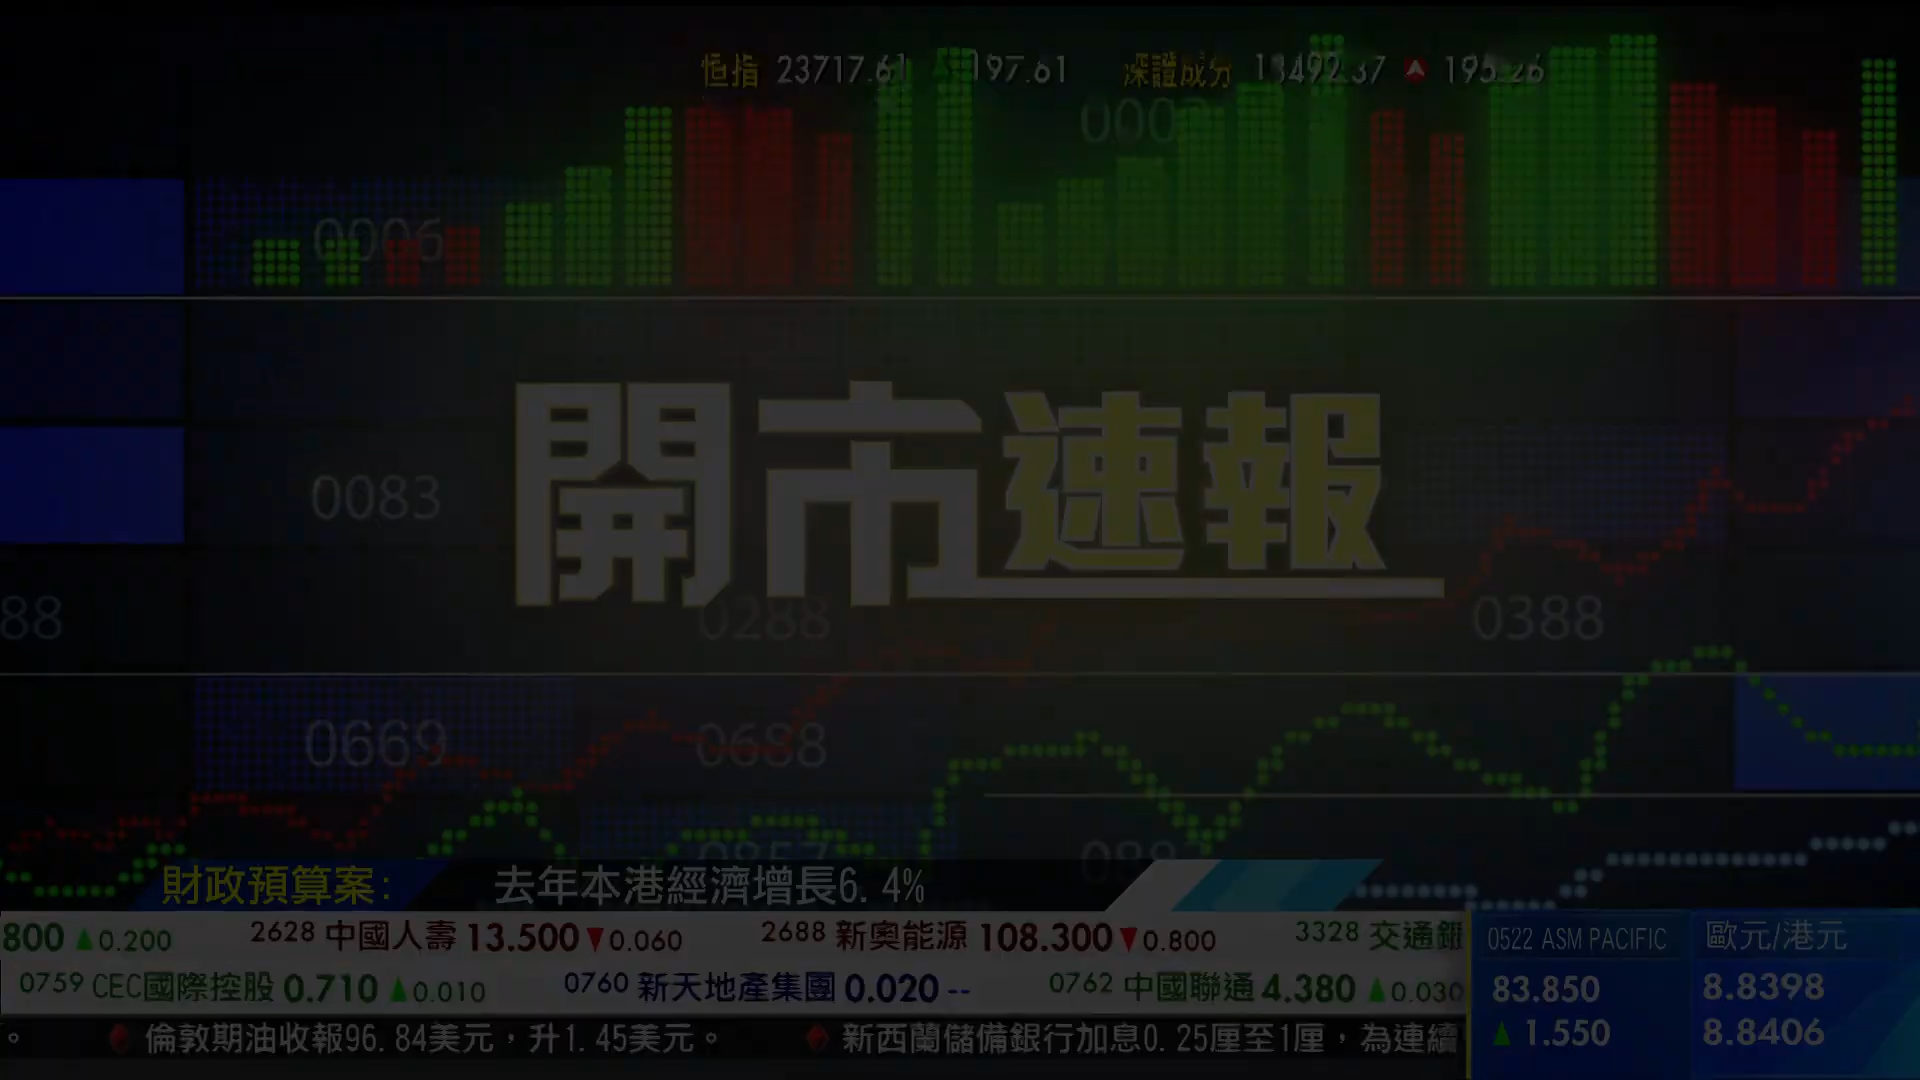 恒指 23717.61 197.61 深證成分 13492.37 195.26
000
0006
開市速報
0083
88
0288
0388
0669
0688
0857
財政預算案: 去年本港經濟增長6.4%
800 ▲0.200 2628 中國人壽 13.500 ▼0.060 2688 新奧能源 108.300 ▼0.800 3328 交通銀
0759 CEC國際控股 0.710 ▲0.010 0760 新天地產集團 0.020 -- 0762 中國聯通 4.380 ▲0.030
。 倫敦期油收報96.84美元，升1.45美元。 新西蘭儲備銀行加息0.25厘至1厘，為連續
0522 ASM PACIFIC
83.850
▲ 1.550
歐元/港元
8.8398
8.8406